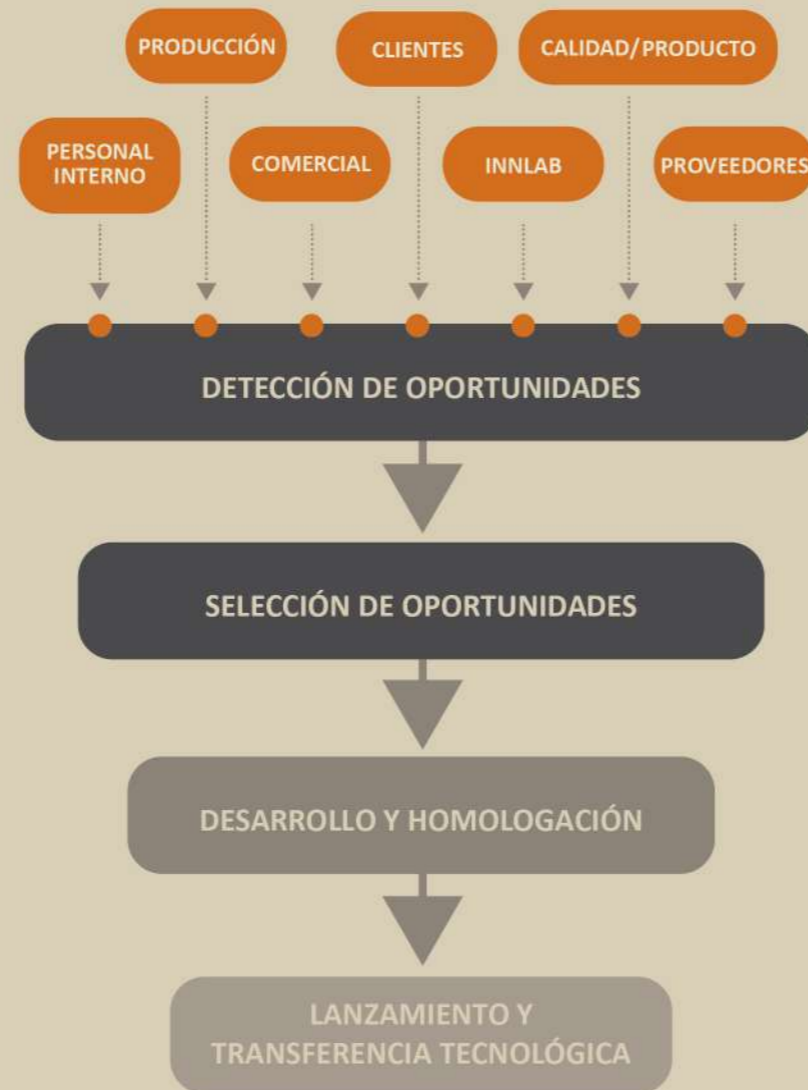 PRODUCCIÓN
CLIENTES
CALIDAD/PRODUCTO
PERSONAL
INTERNO
COMERCIAL
INNLAB
PROVEEDORES
DETECCIÓN DE OPORTUNIDADES
SELECCIÓN DE OPORTUNIDADES
DESARROLLO Y HOMOLOGACIÓN
LANZAMIENTO Y
TRANSFERENCIA TECNOLÓGICA